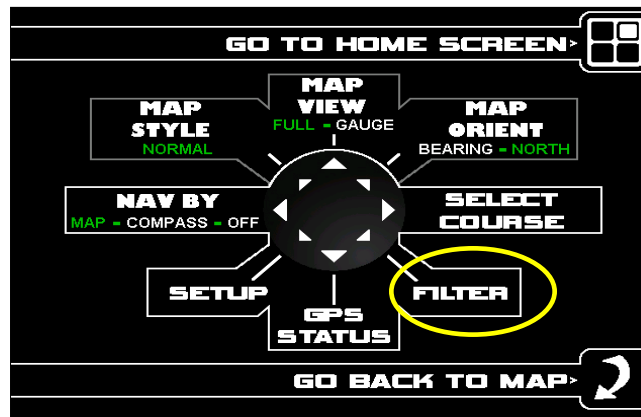 GO TO HOME SCREEN>
MAP
VIEW
FULL - GAUGE
MAP
STYLE
NORMAL
MAP
ORIENT
BEARING - NORTH
NAV BY
MAP - COMPASS - OFF
SELECT
COURSE
SETUP
FILTER
GPS
STATUS
GO BACK TO MAP>